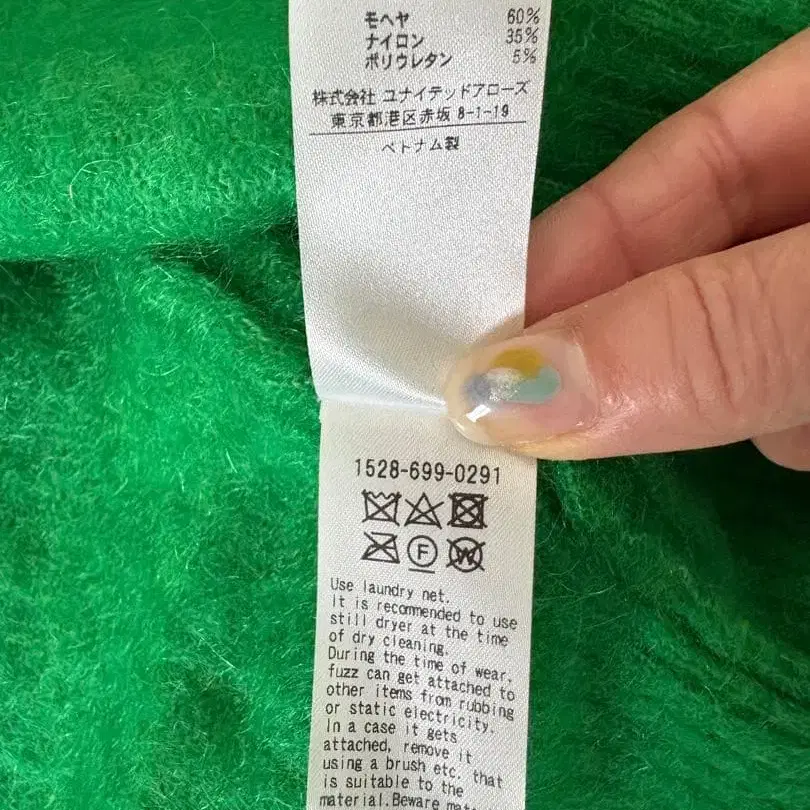 モヘヤ 60%
ナイロン 35%
ポリウレタン 5%
株式会社 ユナイテッドアローズ
東京都港区赤坂 8-1-19
ベトナム製
1528-699-0291
F
W
Use laundry net.
It is recommended to use
still dryer at the time
of dry cleaning.
During the time of wear,
fuzz can get attached to
other items from rubbing
or static electricity.
In a case it gets
attached, remove it
using a brush etc. that
is suitable to the
material.Beware